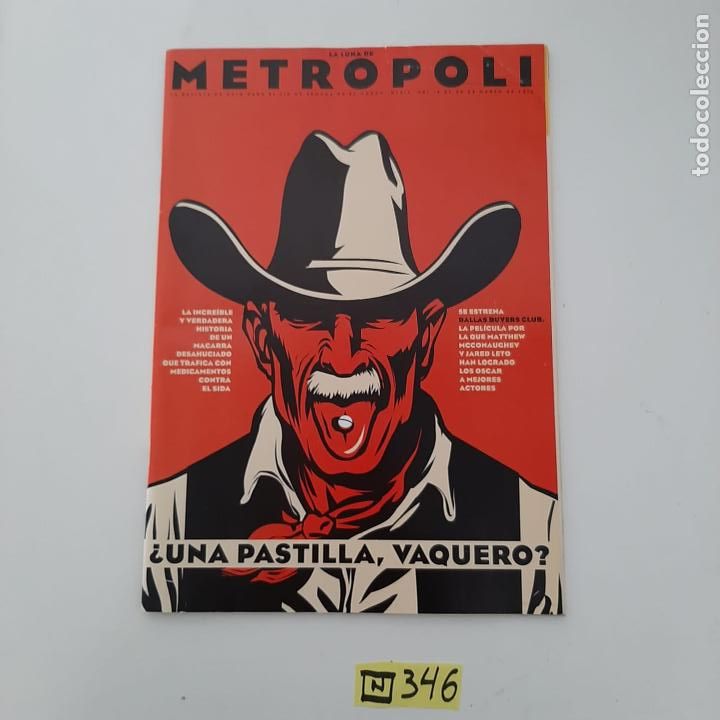 LA LUNA DE
METROPOLI
LA INCREÍBLE
Y VERDADERA
HISTORIA
DE UN
MACARRA
DESAHUCIADO
QUE TRAFICA CON
MEDICAMENTOS
CONTRA
EL SIDA
SE ESTRENA
DALLAS BUYERS CLUB,
LA PELÍCULA POR
LA QUE MATTHEW
MCCONAUGHEY
Y JARED LETO
HAN LOGRADO
LOS OSCAR
A MEJORES
ACTORES
¿UNA PASTILLA, VAQUERO?
N 346
todocoleccion.net